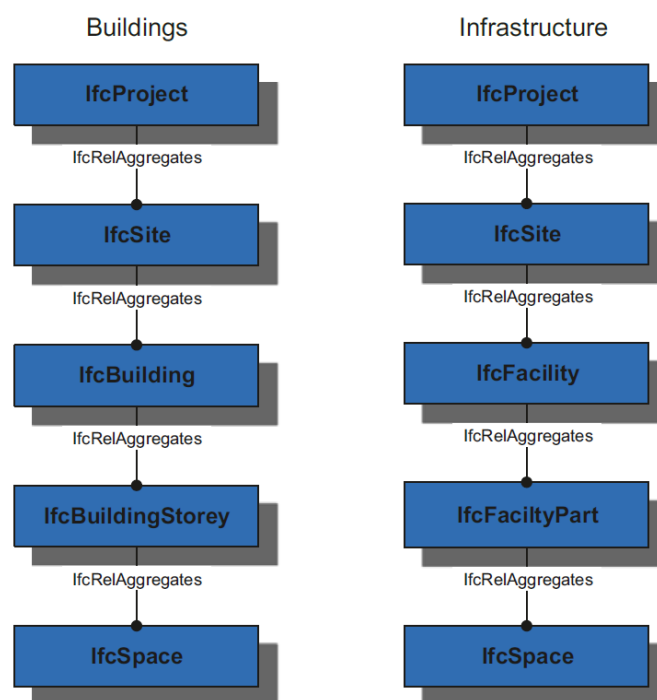 Buildings
IfcProject
IfcRelAggregates
IfcSite
IfcRelAggregates
IfcBuilding
IfcRelAggregates
IfcBuildingStorey
IfcRelAggregates
IfcSpace
Infrastructure
IfcProject
IfcRelAggregates
IfcSite
IfcRelAggregates
IfcFacility
IfcRelAggregates
IfcFaciltyPart
IfcRelAggregates
IfcSpace